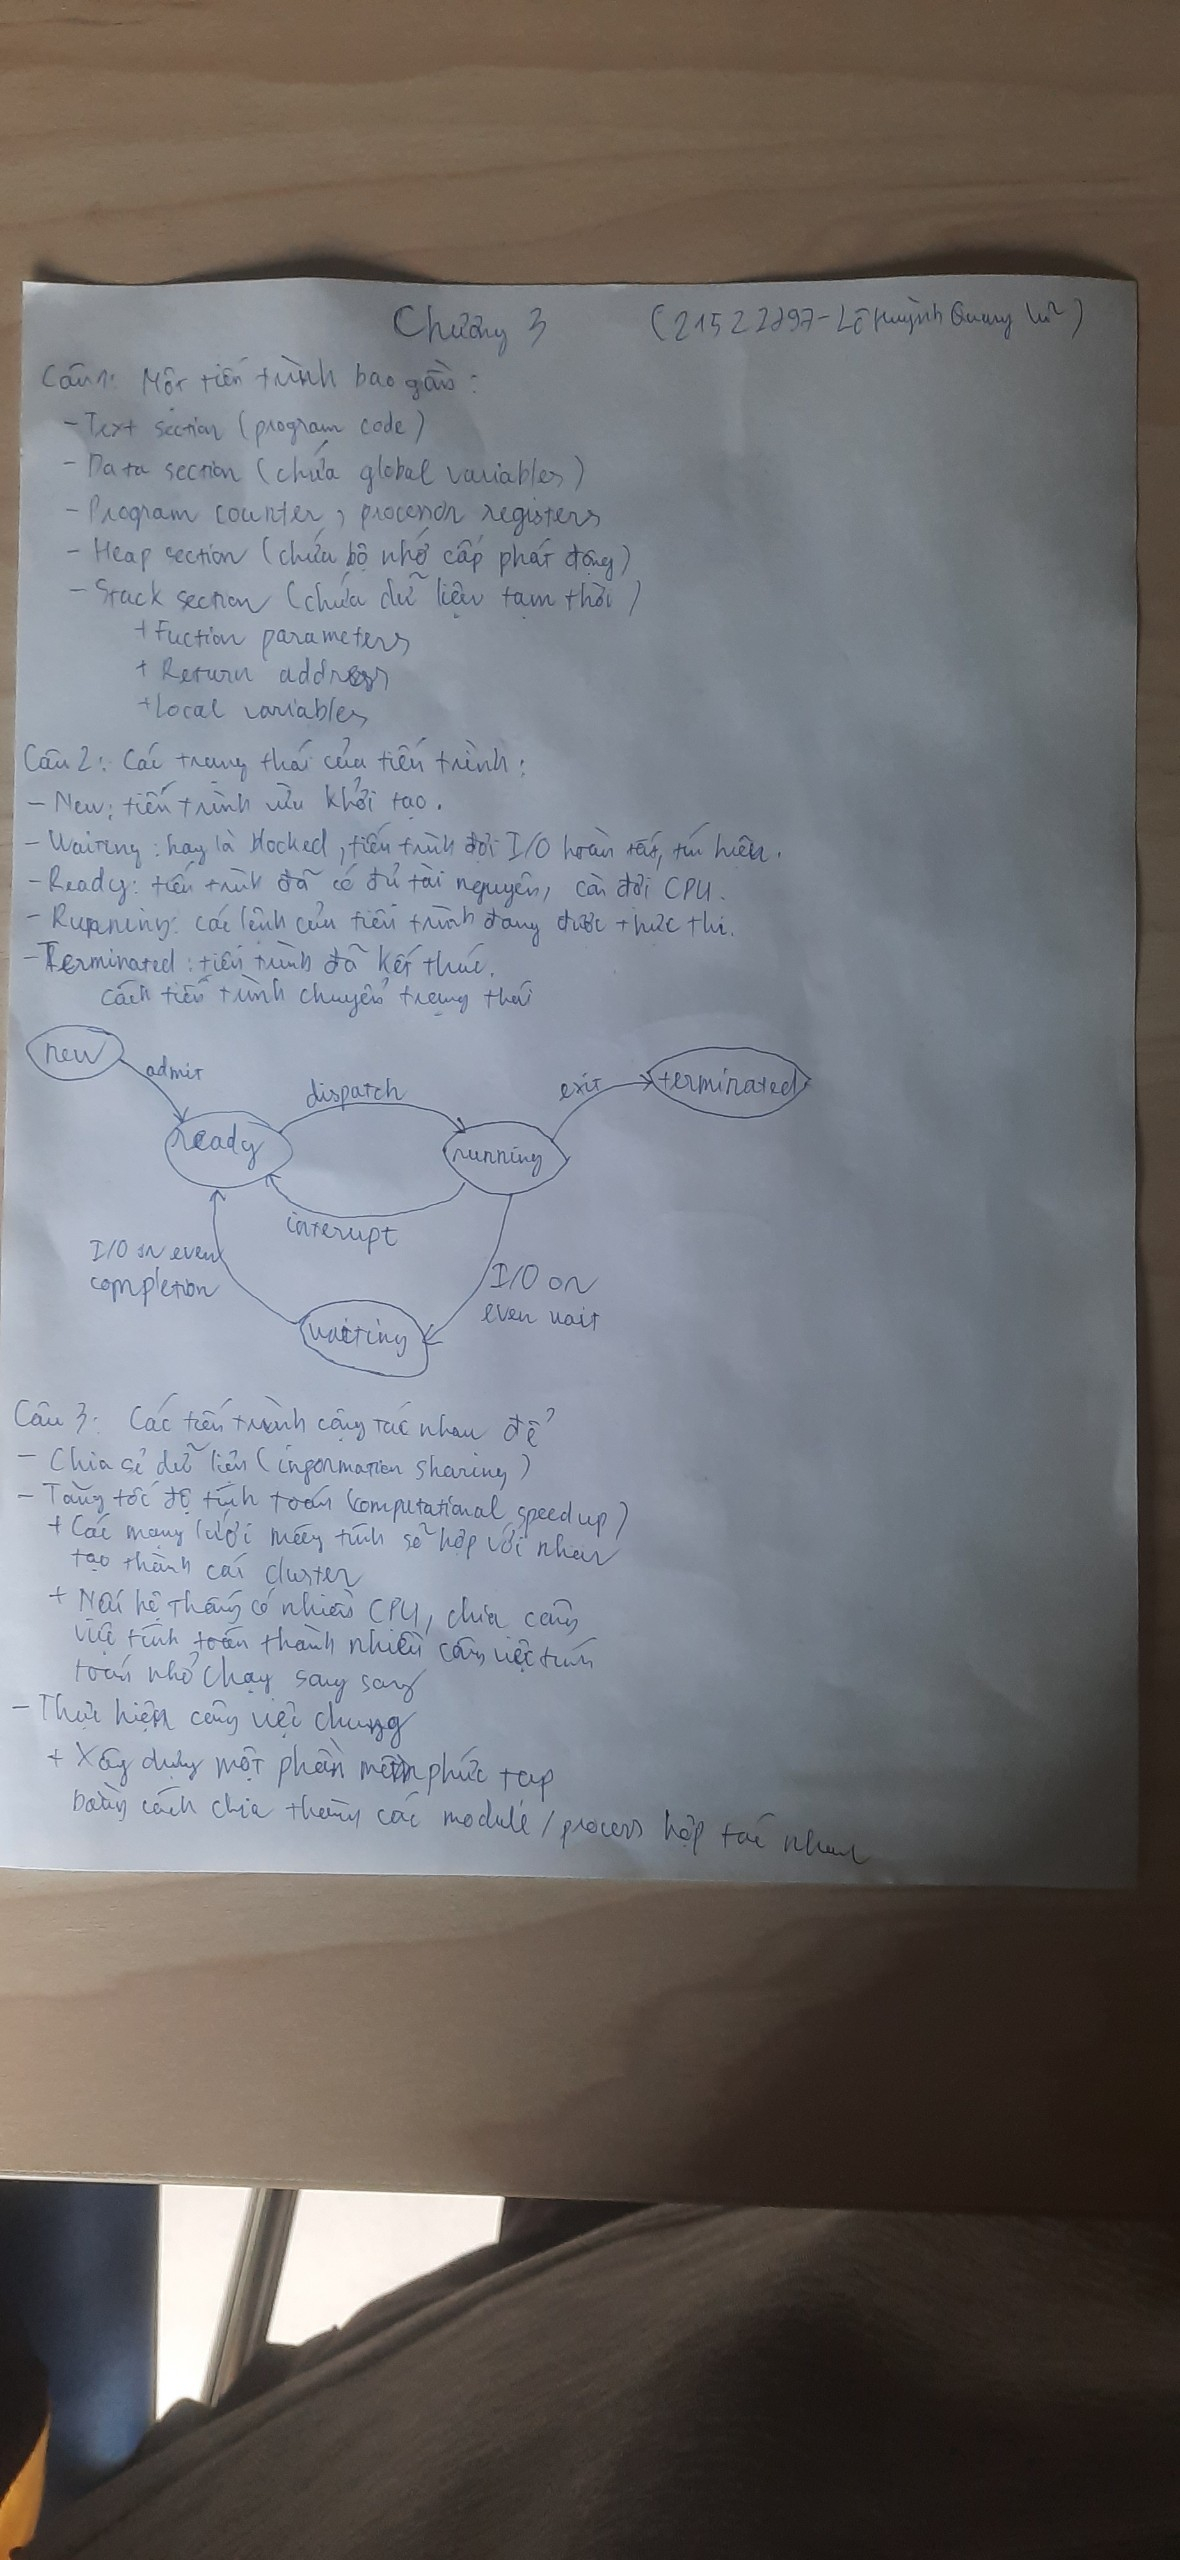 Chương 3 (21522797-Lê Huỳnh Quang
Câu 1: Một tiến trình bao gồm:
- Text section (program code)
- Data section (chứa global variables)
- Program counter, processor registers
- Heap section (chứa bộ nhớ cấp phát động)
- Stack section (chứa dữ liệu tạm thời)
+ Fuction parameters
+ Return address
+ Local variables
Câu 2: Các trạng thái của tiến trình:
- New: tiến trình vừa khởi tạo.
- Waiting: hay là blocked, tiến trình đợi I/O hoàn tất, tín hiệu.
- Ready: tiến trình đã có đủ tài nguyên, cần đợi CPU.
- Running: các lệnh của tiến trình đang được thực thi.
- Terminated: tiến trình đã kết thúc.
cách tiến trình chuyển trạng thái
new
admit
dispatch
exit
terminated
ready
running
interupt
I/O or even
completion
I/O or
even wait
waiting
Câu 3: Các tiến trình cộng tác nhau để
- Chia sẻ dữ liệu (information sharing)
- Tăng tốc độ tính toán (computational speedup)
+ Các mạng lưới máy tính sẽ hợp với nhau
tạo thành các cluster
+ Nếu hệ thống có nhiều CPU, chia công
việc tính toán thành nhiều công việc tính
toán nhỏ chạy song song
- Thực hiện công việc chung
+ Xây dựng một phần mềm phức tạp
bằng cách chia thành các module/process hợp tác nhau